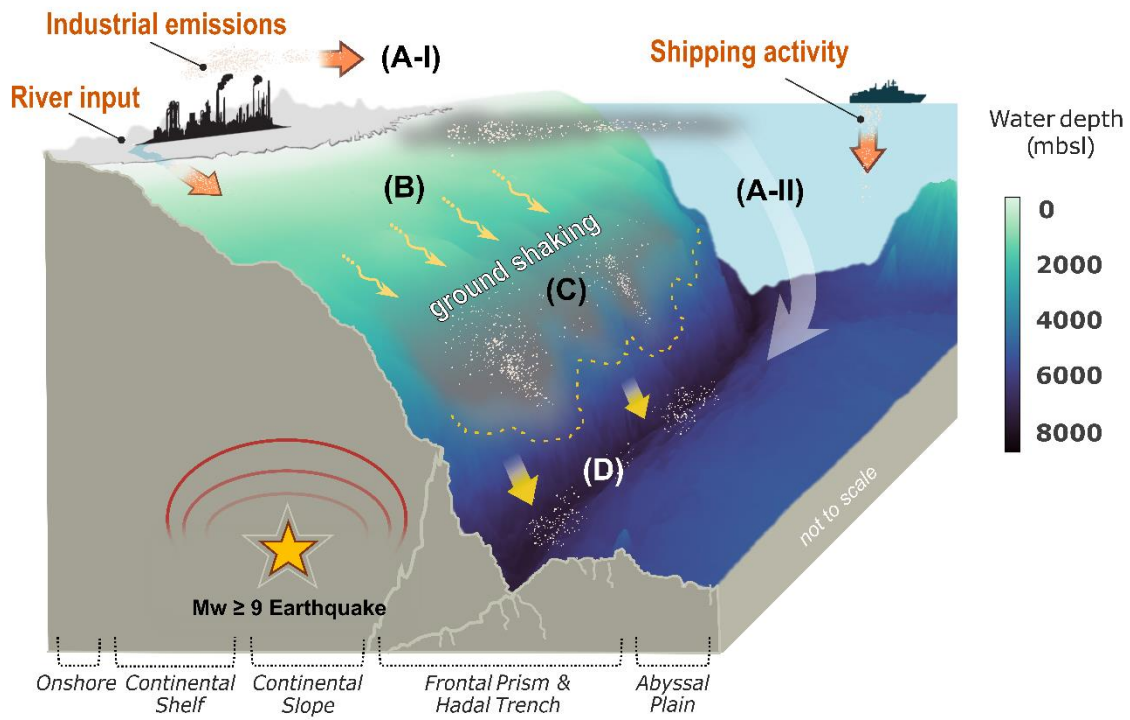 Industrial emissions
(A-I)
Shipping activity
River input
Water depth
(mbsl)
(B)
(A-II)
0
ground shaking
2000
(C)
4000
6000
8000
(D)
not to scale
Mw ≥ 9 Earthquake
Onshore
Continental
Shelf
Continental
Slope
Frontal Prism &
Hadal Trench
Abyssal
Plain